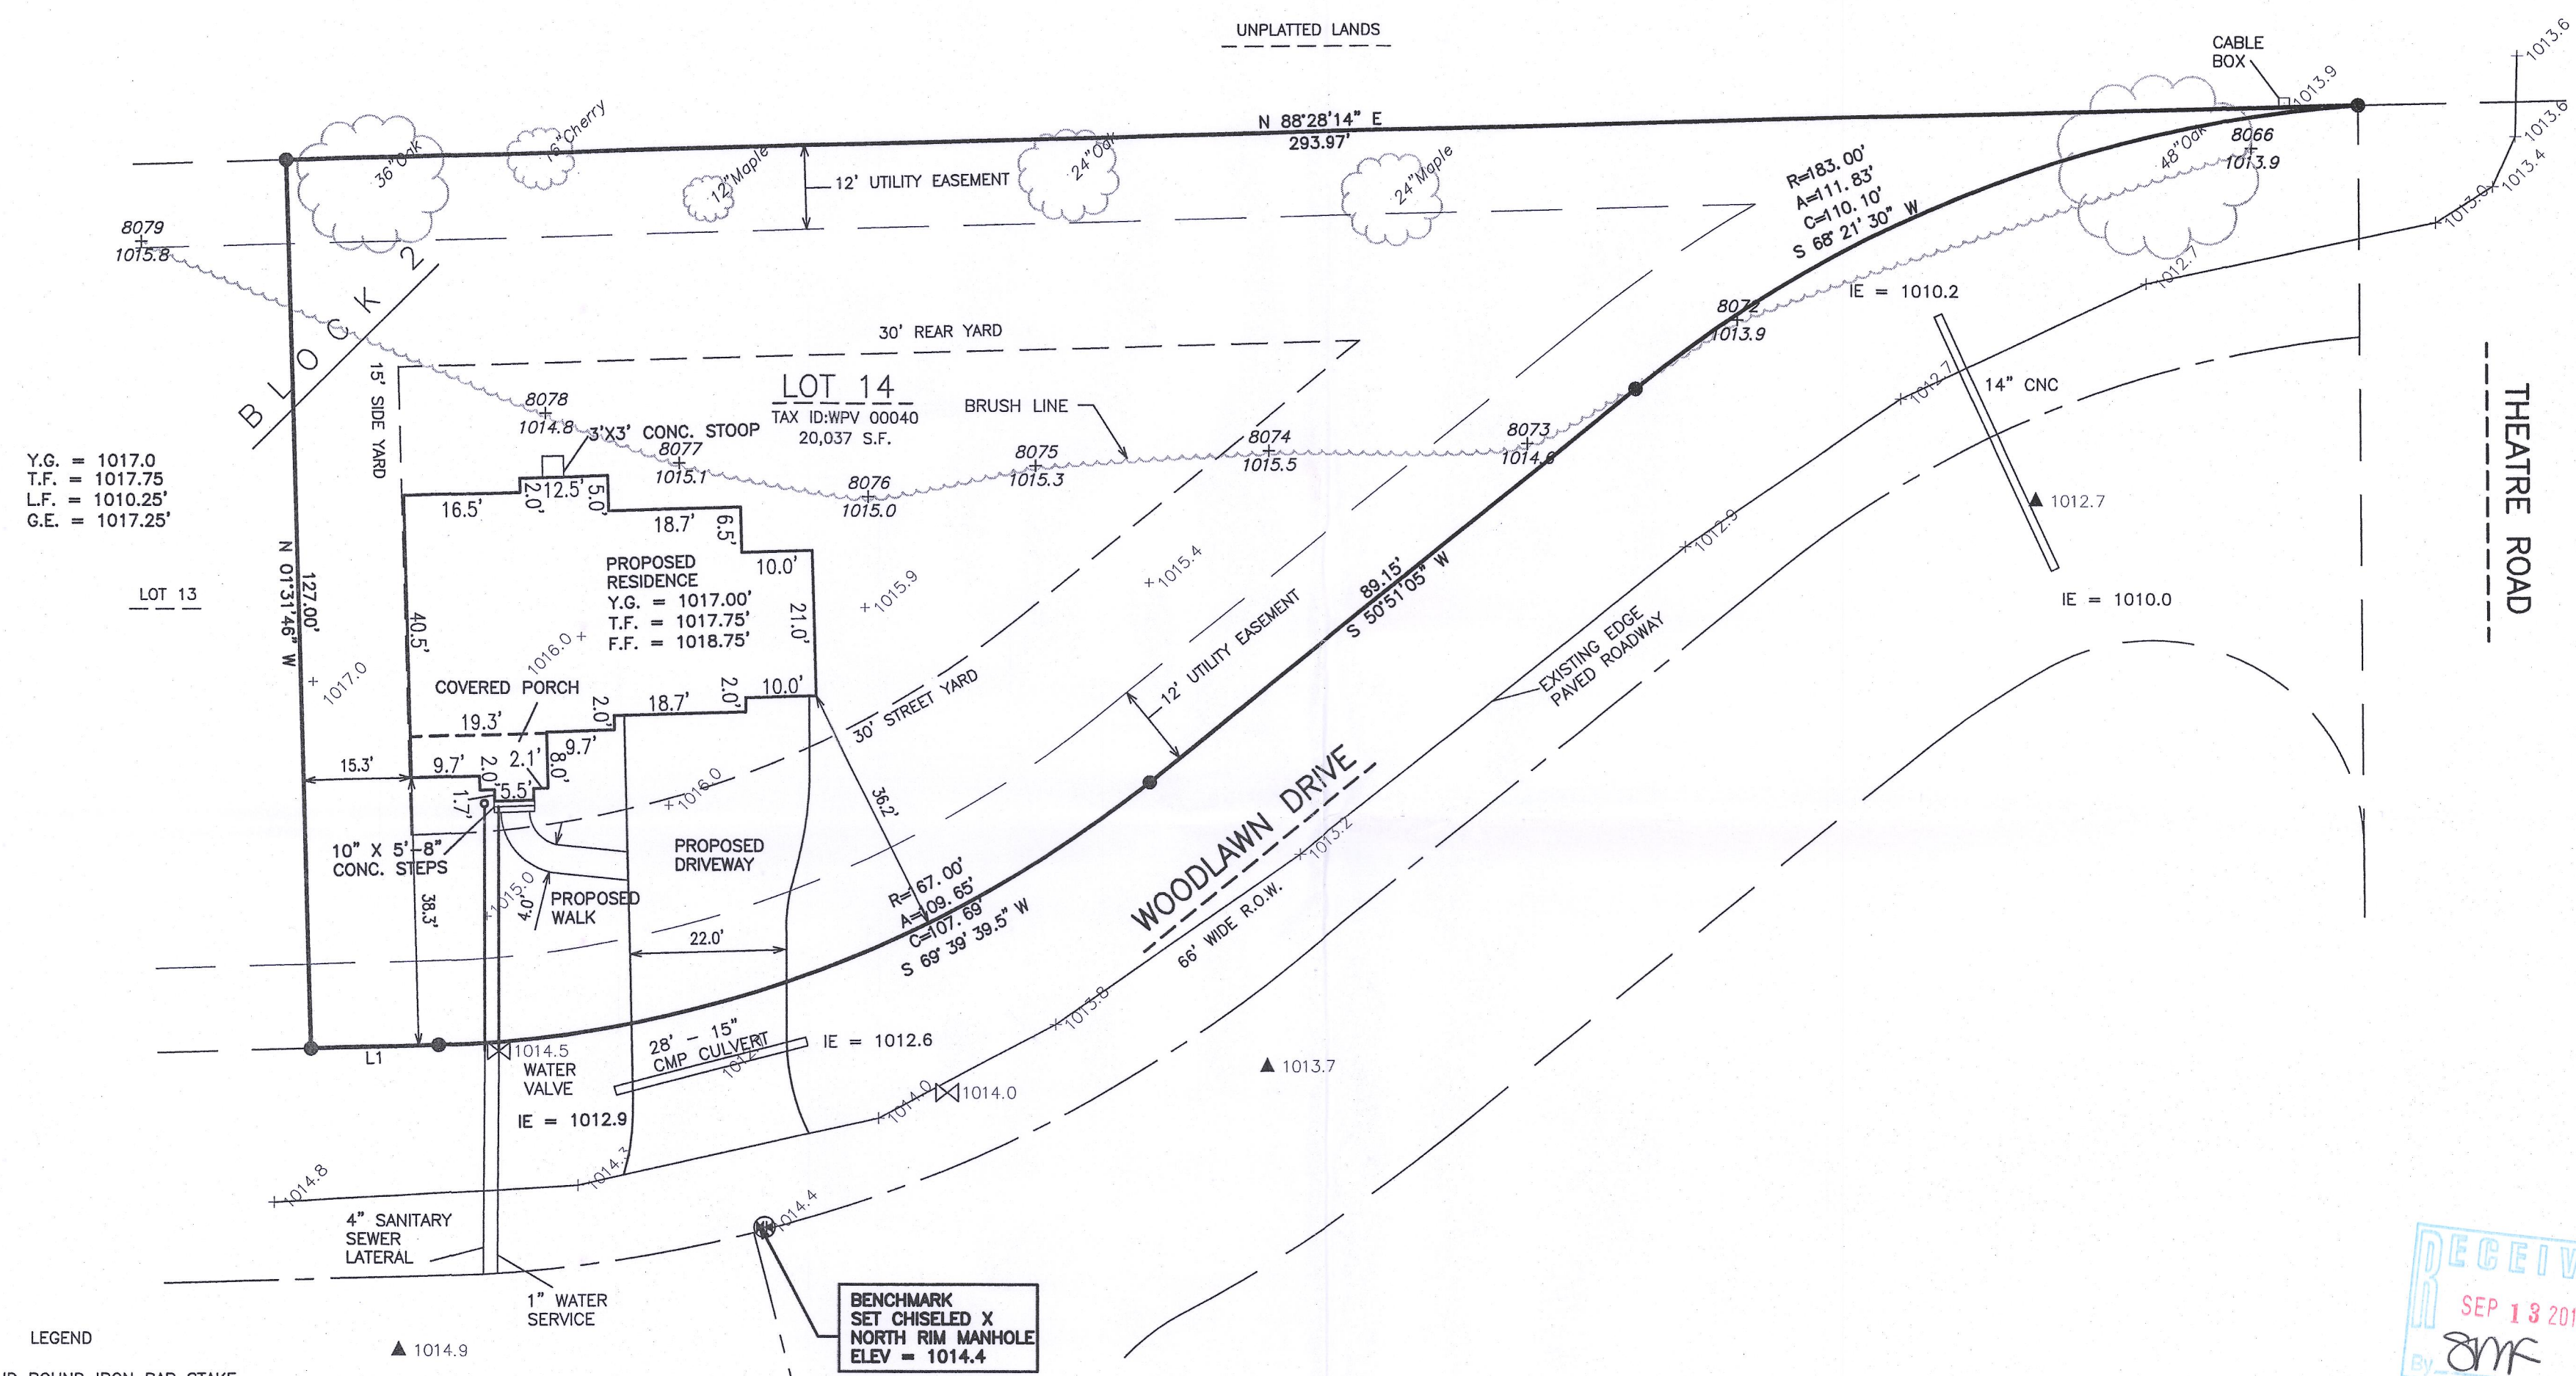 UNPLATTED LANDS
CABLE
BOX
1013.6
1013.9
1013.6
1013.4
1013.0
N 88°28'14" E
293.97'
36"Oak
16"Cherry
12"Maple
12' UTILITY EASEMENT
24"Oak
24"Maple
48"Oak
8066
1013.9
R=183.00'
A=111.83'
C=110.10'
S 68° 21' 30" W
8079
1015.8
BLOCK 2
1012.7
IE = 1010.2
8072
1013.9
30' REAR YARD
15' SIDE YARD
LOT 14
TAX ID:WPV 00040
20,037 S.F.
BRUSH LINE
14" CNC
1012.7
THEATRE ROAD
8078
1014.8
3'X3' CONC. STOOP
8077
1015.1
8076
1015.0
8075
1015.3
8074
1015.5
8073
1014.6
Y.G. = 1017.0
T.F. = 1017.75
L.F. = 1010.25'
G.E. = 1017.25'
16.5'
2.0'
12.5'
5.0'
18.7'
6.5'
10.0'
1012.9
1012.7
N 01°31'46" W
127.00'
LOT 13
PROPOSED
RESIDENCE
Y.G. = 1017.00'
T.F. = 1017.75'
F.F. = 1018.75'
40.5'
21.0'
1015.9
1015.4
89.15'
S 50°51'05" W
IE = 1010.0
1017.0
1016.0
COVERED PORCH
19.3'
2.0'
18.7'
2.0'
10.0'
30' STREET YARD
12' UTILITY EASEMENT
EXISTING EDGE
PAVED ROADWAY
15.3'
9.7'
2.0'
2.1'
8.0'
9.7'
1.7'
5.5'
1016.0
36.2'
WOODLAWN DRIVE
66' WIDE R.O.W.
1013.2
10" X 5'-8"
CONC. STEPS
PROPOSED
DRIVEWAY
38.3'
1015.0
4.0'
PROPOSED
WALK
22.0'
A=109.65'
C=107.69'
S 69° 39' 39.5" W
1013.8
L1
1014.5
WATER
VALVE
28' - 15"
CMP CULVERT
IE = 1012.6
IE = 1012.9
1014.0
1014.0
1013.7
1014.8
1014.3
1014.4
4" SANITARY
SEWER
LATERAL
1" WATER
SERVICE
BENCHMARK
SET CHISELED X
NORTH RIM MANHOLE
ELEV = 1014.4
LEGEND
1014.9
RECEIV
SEP 13 201
By
SMF